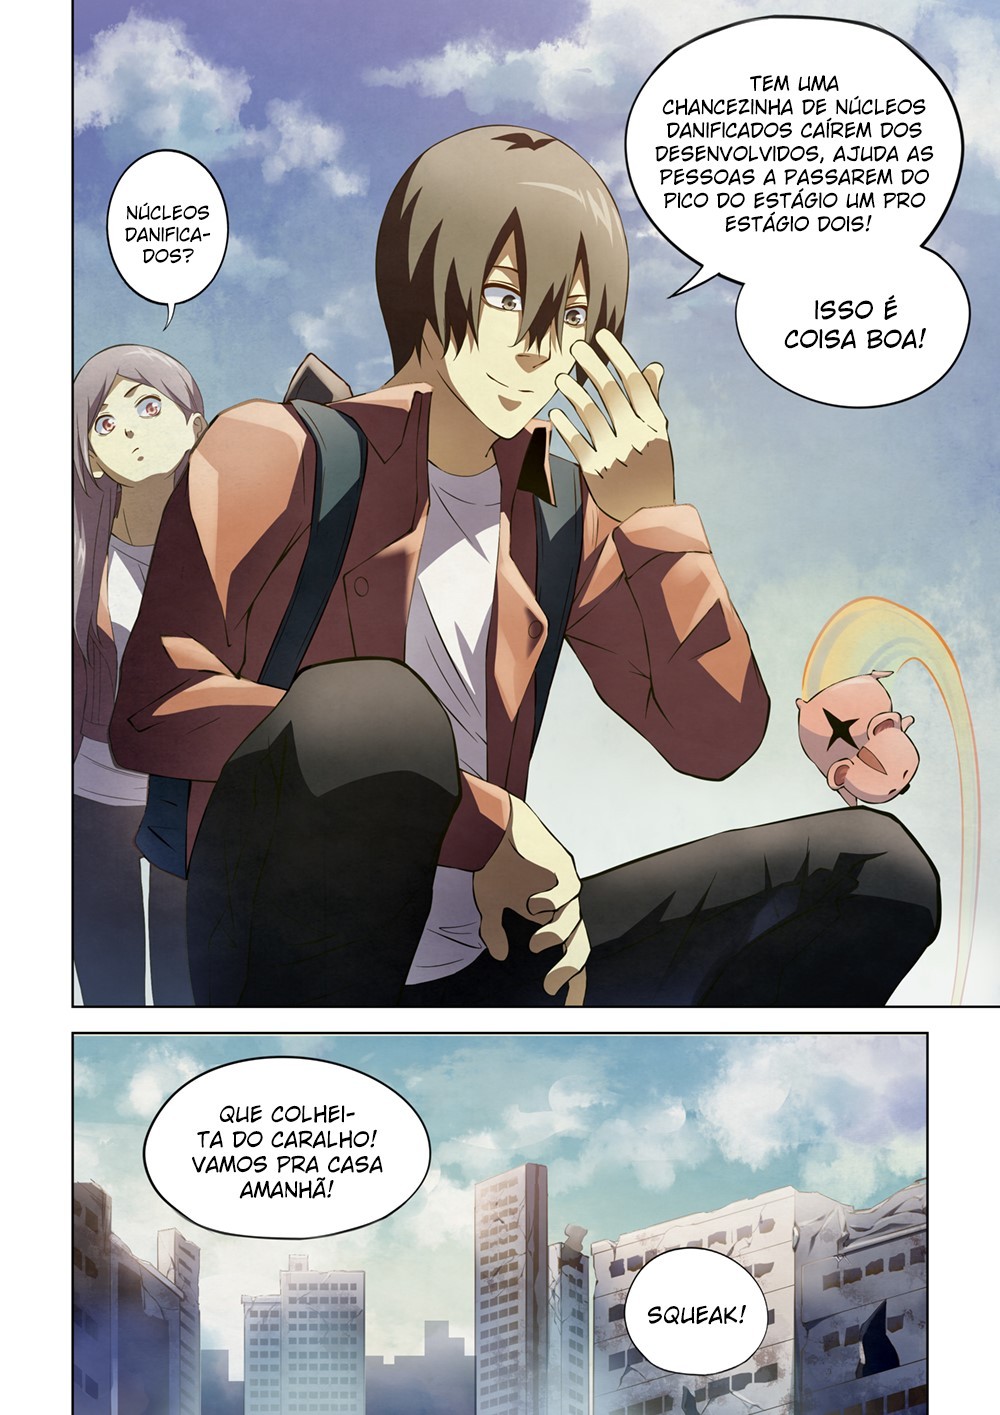 NÚCLEOS
DANIFICA-
DOS?
TEM UMA
CHANCEZINHA DE NÚCLEOS
DANIFICADOS CAÍREM DOS
DESENVOLVIDOS, AJUDA AS
PESSOAS A PASSAREM DO
PICO DO ESTÁGIO UM PRO
ESTÁGIO DOIS!
ISSO É
COISA BOA!
QUE COLHEI-
TA DO CARALHO!
VAMOS PRA CASA
AMANHÃ!
SQUEAK!